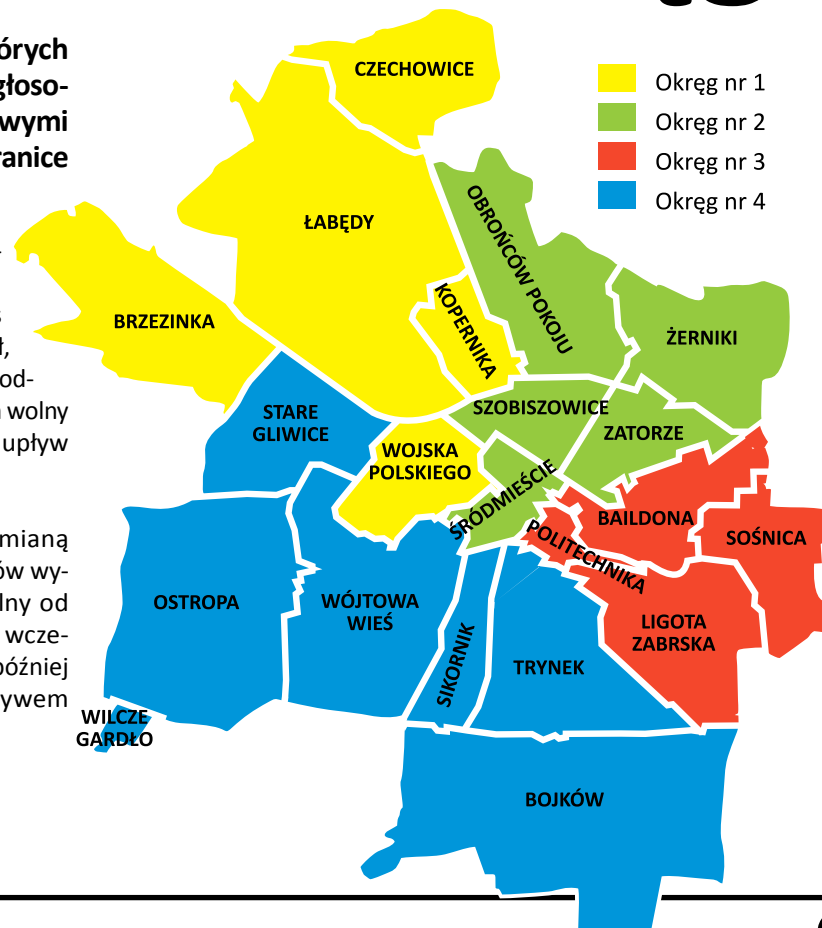 órych
głoso-
wymi
ranice
ł,
od-
wolny
upływ
mianą
ów wy-
lny od
wcze-
później
ywem
Okręg nr 1
Okręg nr 2
Okręg nr 3
Okręg nr 4
CZECHOWICE
ŁABĘDY
OBROŃCÓW POKOJU
BRZEZINKA
KOPERNIKA
ŻERNIKI
STARE
GLIWICE
SZOBISZOWICE
ZATORZE
WOJSKA
POLSKIEGO
ŚRÓDMIEŚCIE
BAILDONA
SOŚNICA
POLITECHNIKA
OSTROPA
WÓJTOWA
WIEŚ
SIKORNIK
TRYNEK
LIGOTA
ZABRSKA
WILCZE
GARDŁO
BOJKÓW